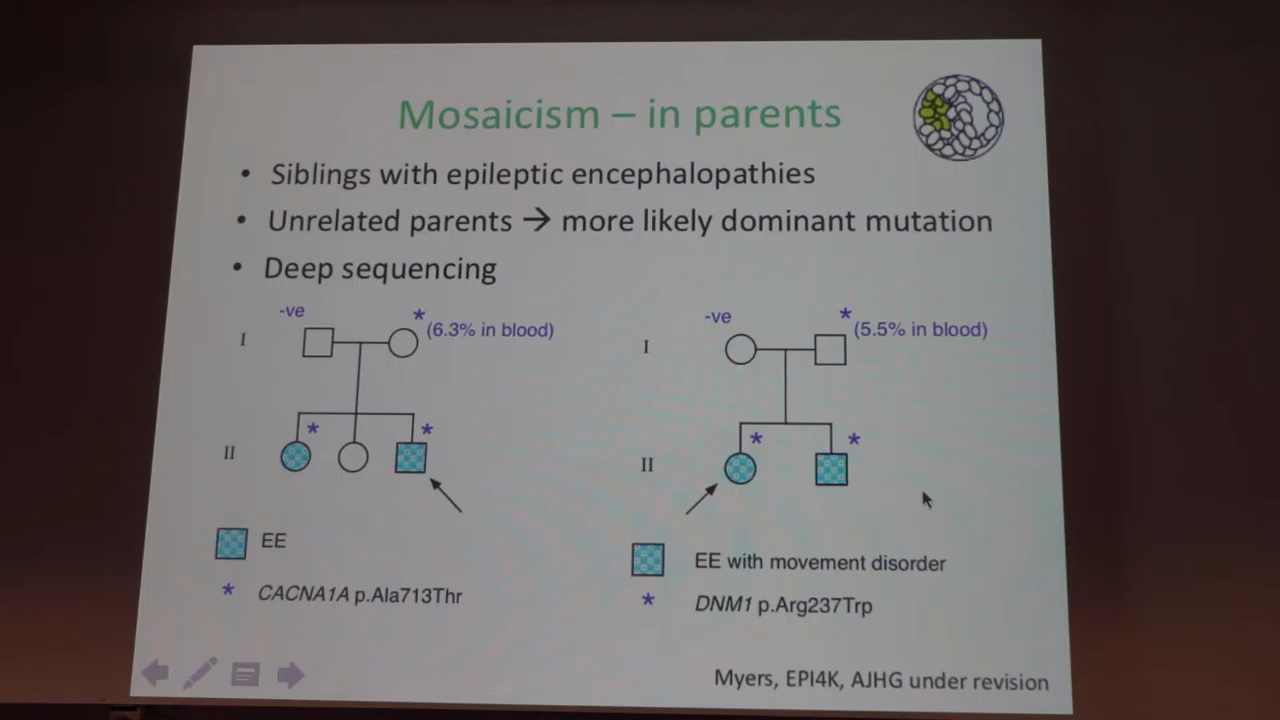 Mosaicism – in parents
• Siblings with epileptic encephalopathies
• Unrelated parents → more likely dominant mutation
• Deep sequencing
-ve
*
(6.3% in blood)
I
*
*
II
EE
* CACNA1A p.Ala713Thr
-ve
*
(5.5% in blood)
I
*
*
II
EE with movement disorder
* DNM1 p.Arg237Trp
Myers, EPI4K, AJHG under revision